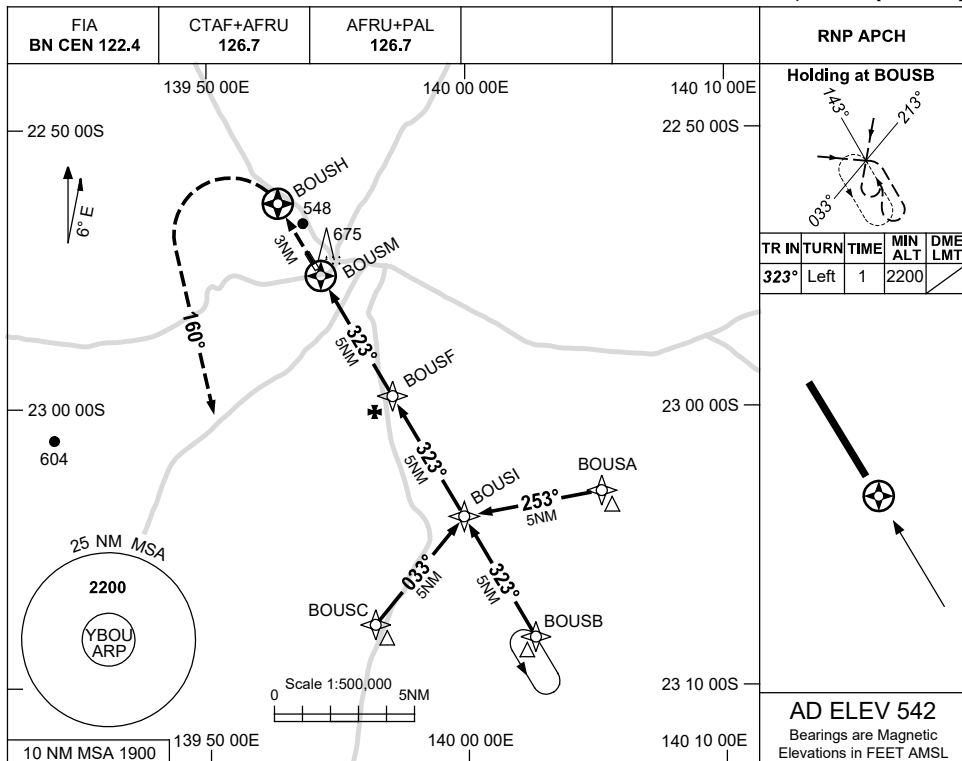 FIA
BN CEN 122.4
CTAF+AFRU
126.7
AFRU+PAL
126.7
RNP APCH
139 50 00E
140 00 00E
140 10 00E
22 50 00S
22 50 00S
6° E
BOUSH
548
675
3NM
BOUSM
160°
323°
5NM
BOUSF
23 00 00S
23 00 00S
604
323°
5NM
BOUSI
BOUSA
253°
5NM
25 NM MSA
2200
YBOU
ARP
033°
5NM
323°
5NM
BOUSC
BOUSB
Scale 1:500,000
0
5NM
23 10 00S
10 NM MSA 1900
139 50 00E
140 00 00E
140 10 00E
Holding at BOUSB
143°
213°
033°
TR IN TURN TIME MIN ALT DME LMT
323° Left 1 2200
AD ELEV 542
Bearings are Magnetic
Elevations in FEET AMSL